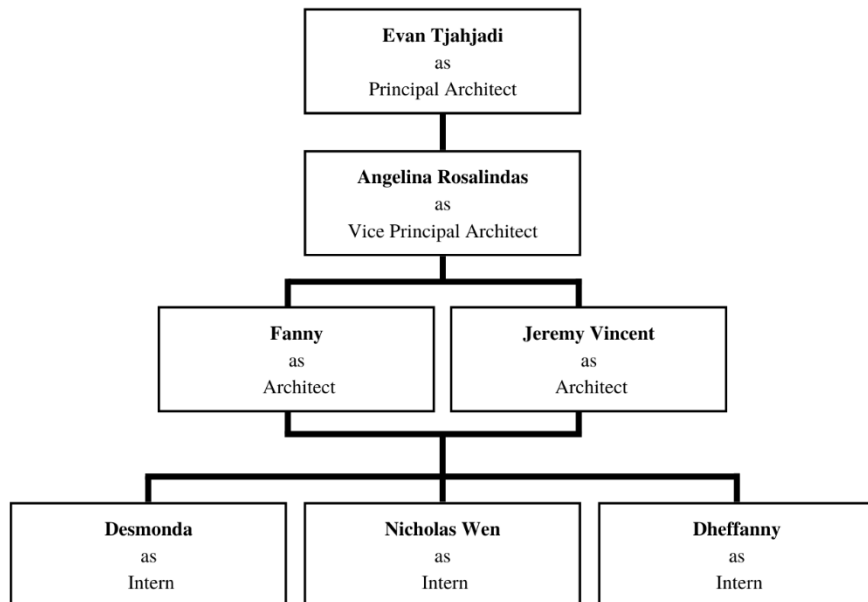 Evan Tjahjadi
as
Principal Architect
Angelina Rosalindas
as
Vice Principal Architect
Fanny
as
Architect
Jeremy Vincent
as
Architect
Desmonda
as
Intern
Nicholas Wen
as
Intern
Dheffanny
as
Intern